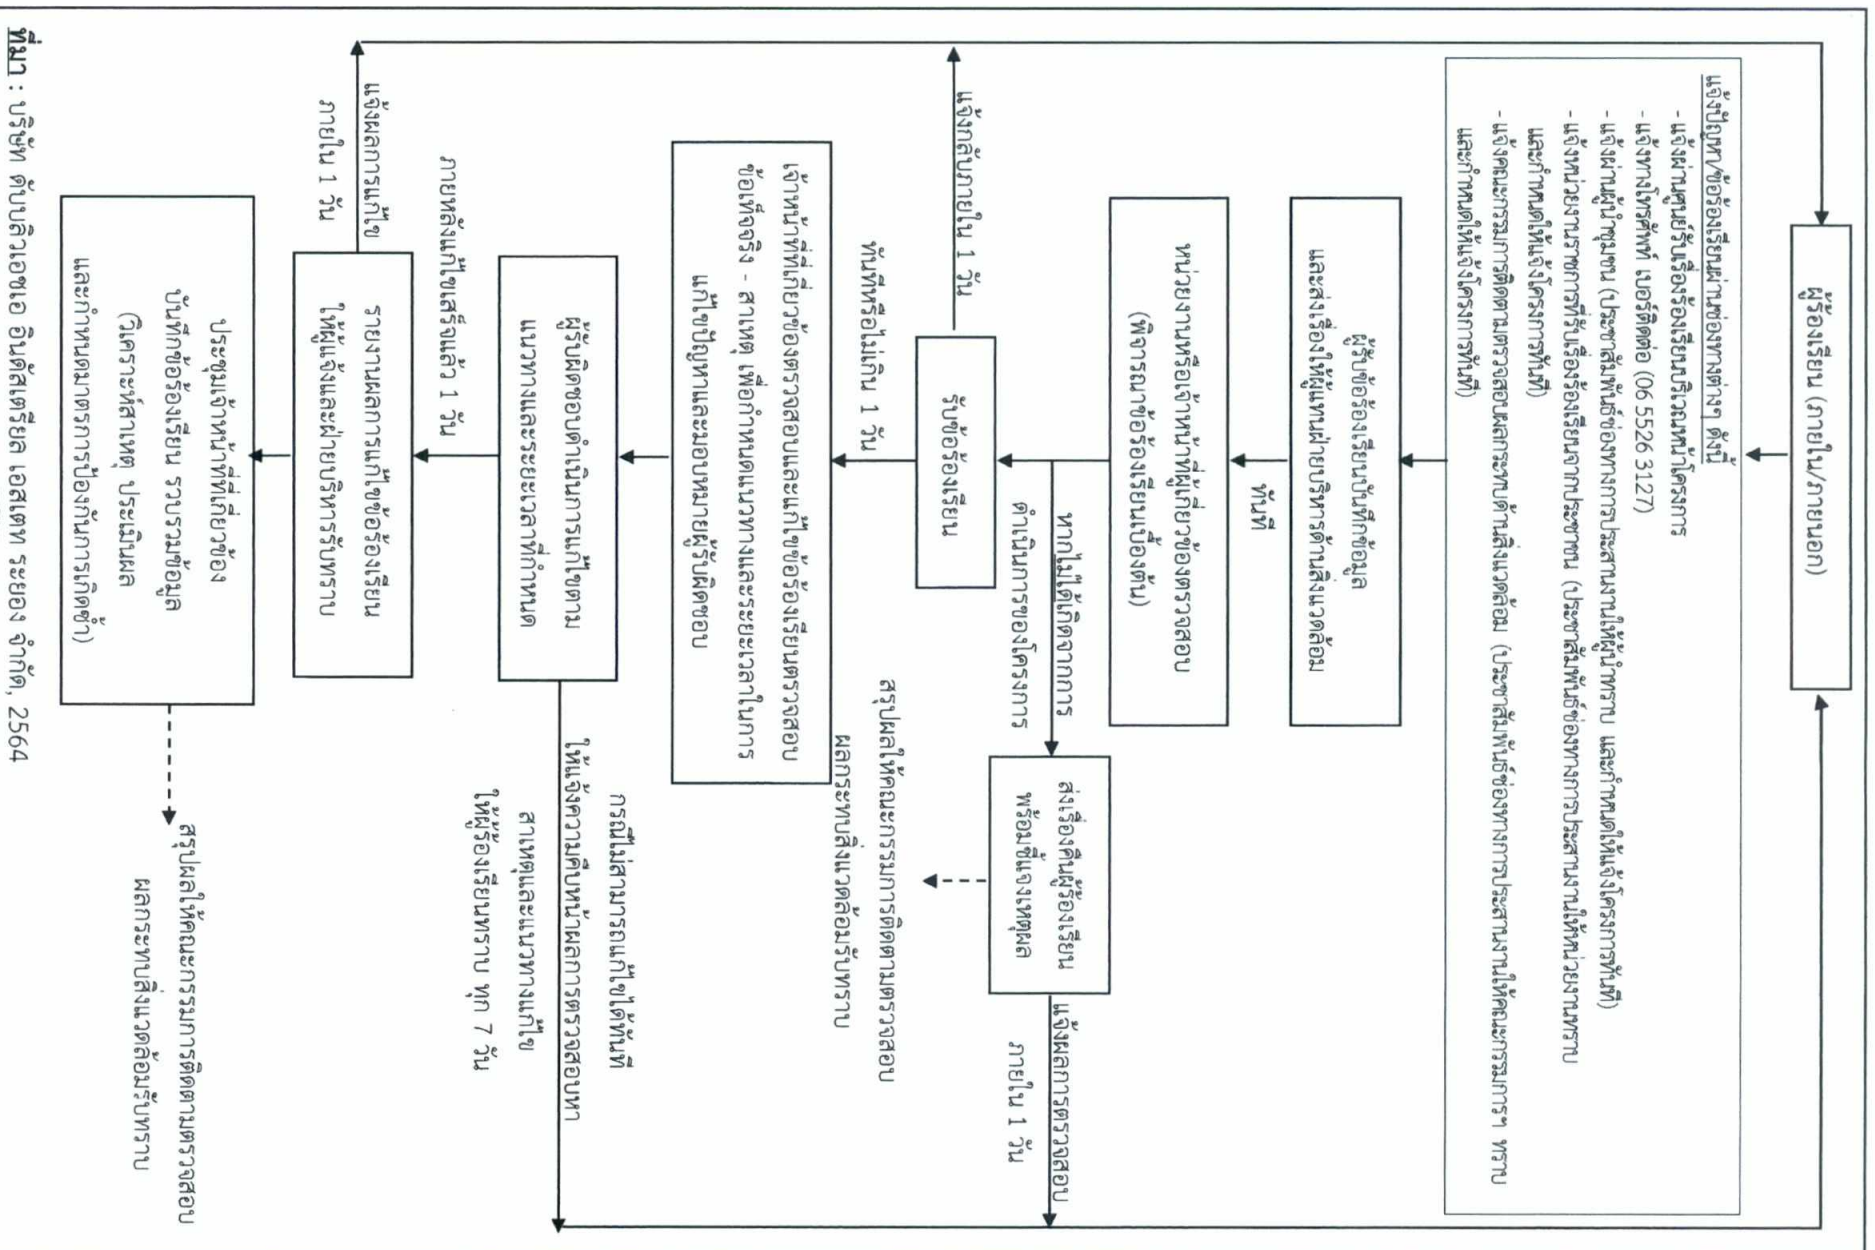 ผู้ร้องเรียน (ภายใน/ภายนอก)
แจ้งปัญหา/ข้อร้องเรียนผ่านช่องทางต่างๆ ดังนี้
- แจ้งผ่านศูนย์รับเรื่องร้องเรียนบริเวณหน้าโครงการ
- แจ้งทางโทรศัพท์ เบอร์ติดต่อ (06 5526 3127)
- แจ้งผ่านผู้นำชุมชน (ประชาสัมพันธ์ช่องทางการประสานงานให้ผู้นำทราบ และกำหนดให้แจ้งโครงการทันที)
- แจ้งหน่วยงานราชการที่รับเรื่องร้องเรียนจากประชาชน (ประชาสัมพันธ์ช่องทางการประสานงานให้หน่วยงานทราบ
และกำหนดให้แจ้งโครงการทันที)
- แจ้งคณะกรรมการติดตามตรวจสอบผลกระทบด้านสิ่งแวดล้อม (ประชาสัมพันธ์ช่องทางการประสานงานให้คณะกรรมการฯ ทราบ
และกำหนดให้แจ้งโครงการทันที)
ผู้รับข้อร้องเรียนบันทึกข้อมูล
และส่งเรื่องให้ผู้แทนฝ่ายบริหารด้านสิ่งแวดล้อม
ทันที
หน่วยงานหรือเจ้าหน้าที่ผู้เกี่ยวข้องตรวจสอบ
(พิจารณาข้อร้องเรียนเบื้องต้น)
หากไม่ได้เกิดจากการ
ดำเนินการของโครงการ
ส่งเรื่องคืนผู้ร้องเรียน
พร้อมชี้แจงเหตุผล
แจ้งผลการตรวจสอบ
ภายใน 1 วัน
แจ้งกลับภายใน 1 วัน
รับข้อร้องเรียน
สรุปผลให้คณะกรรมการติดตามตรวจสอบ
ผลกระทบสิ่งแวดล้อมรับทราบ
ทันทีหรือไม่เกิน 1 วัน
เจ้าหน้าที่ที่เกี่ยวข้องตรวจสอบและแก้ไขข้อร้องเรียนตรวจสอบ
ข้อเท็จจริง - สาเหตุ เพื่อกำหนดแนวทางและระยะเวลาในการ
แก้ไขปัญหาและมอบหมายผู้รับผิดชอบ
ผู้รับผิดชอบดำเนินการแก้ไขตาม
แนวทางและระยะเวลาที่กำหนด
กรณีไม่สามารถแก้ไขได้ทันที
ให้แจ้งความคืบหน้าผลการตรวจสอบหา
สาเหตุและแนวทางแก้ไข
ให้ผู้ร้องเรียนทราบ ทุก 7 วัน
ภายหลังแก้ไขเสร็จแล้ว 1 วัน
แจ้งผลการแก้ไข
ภายใน 1 วัน
รายงานผลการแก้ไขข้อร้องเรียน
ให้ผู้แจ้งและฝ่ายบริหารรับทราบ
ประชุมเจ้าหน้าที่ที่เกี่ยวข้อง
บันทึกข้อร้องเรียน รวบรวมข้อมูล
(วิเคราะห์สาเหตุ ประเมินผล
และกำหนดมาตรการป้องกันการเกิดซ้ำ)
สรุปผลให้คณะกรรมการติดตามตรวจสอบ
ผลกระทบสิ่งแวดล้อมรับทราบ
ที่มา : บริษัท ดับบลิวเอชเอ อินดัสเตรียล เอสเตท ระยอง จำกัด, 2564